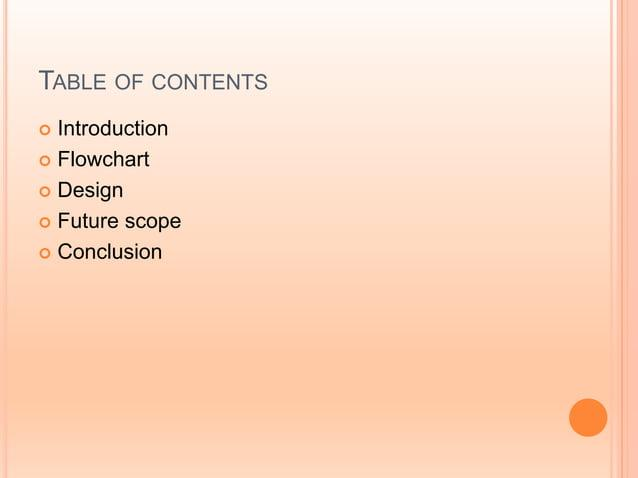 Table of contents
Introduction
Flowchart
Design
Future scope
Conclusion